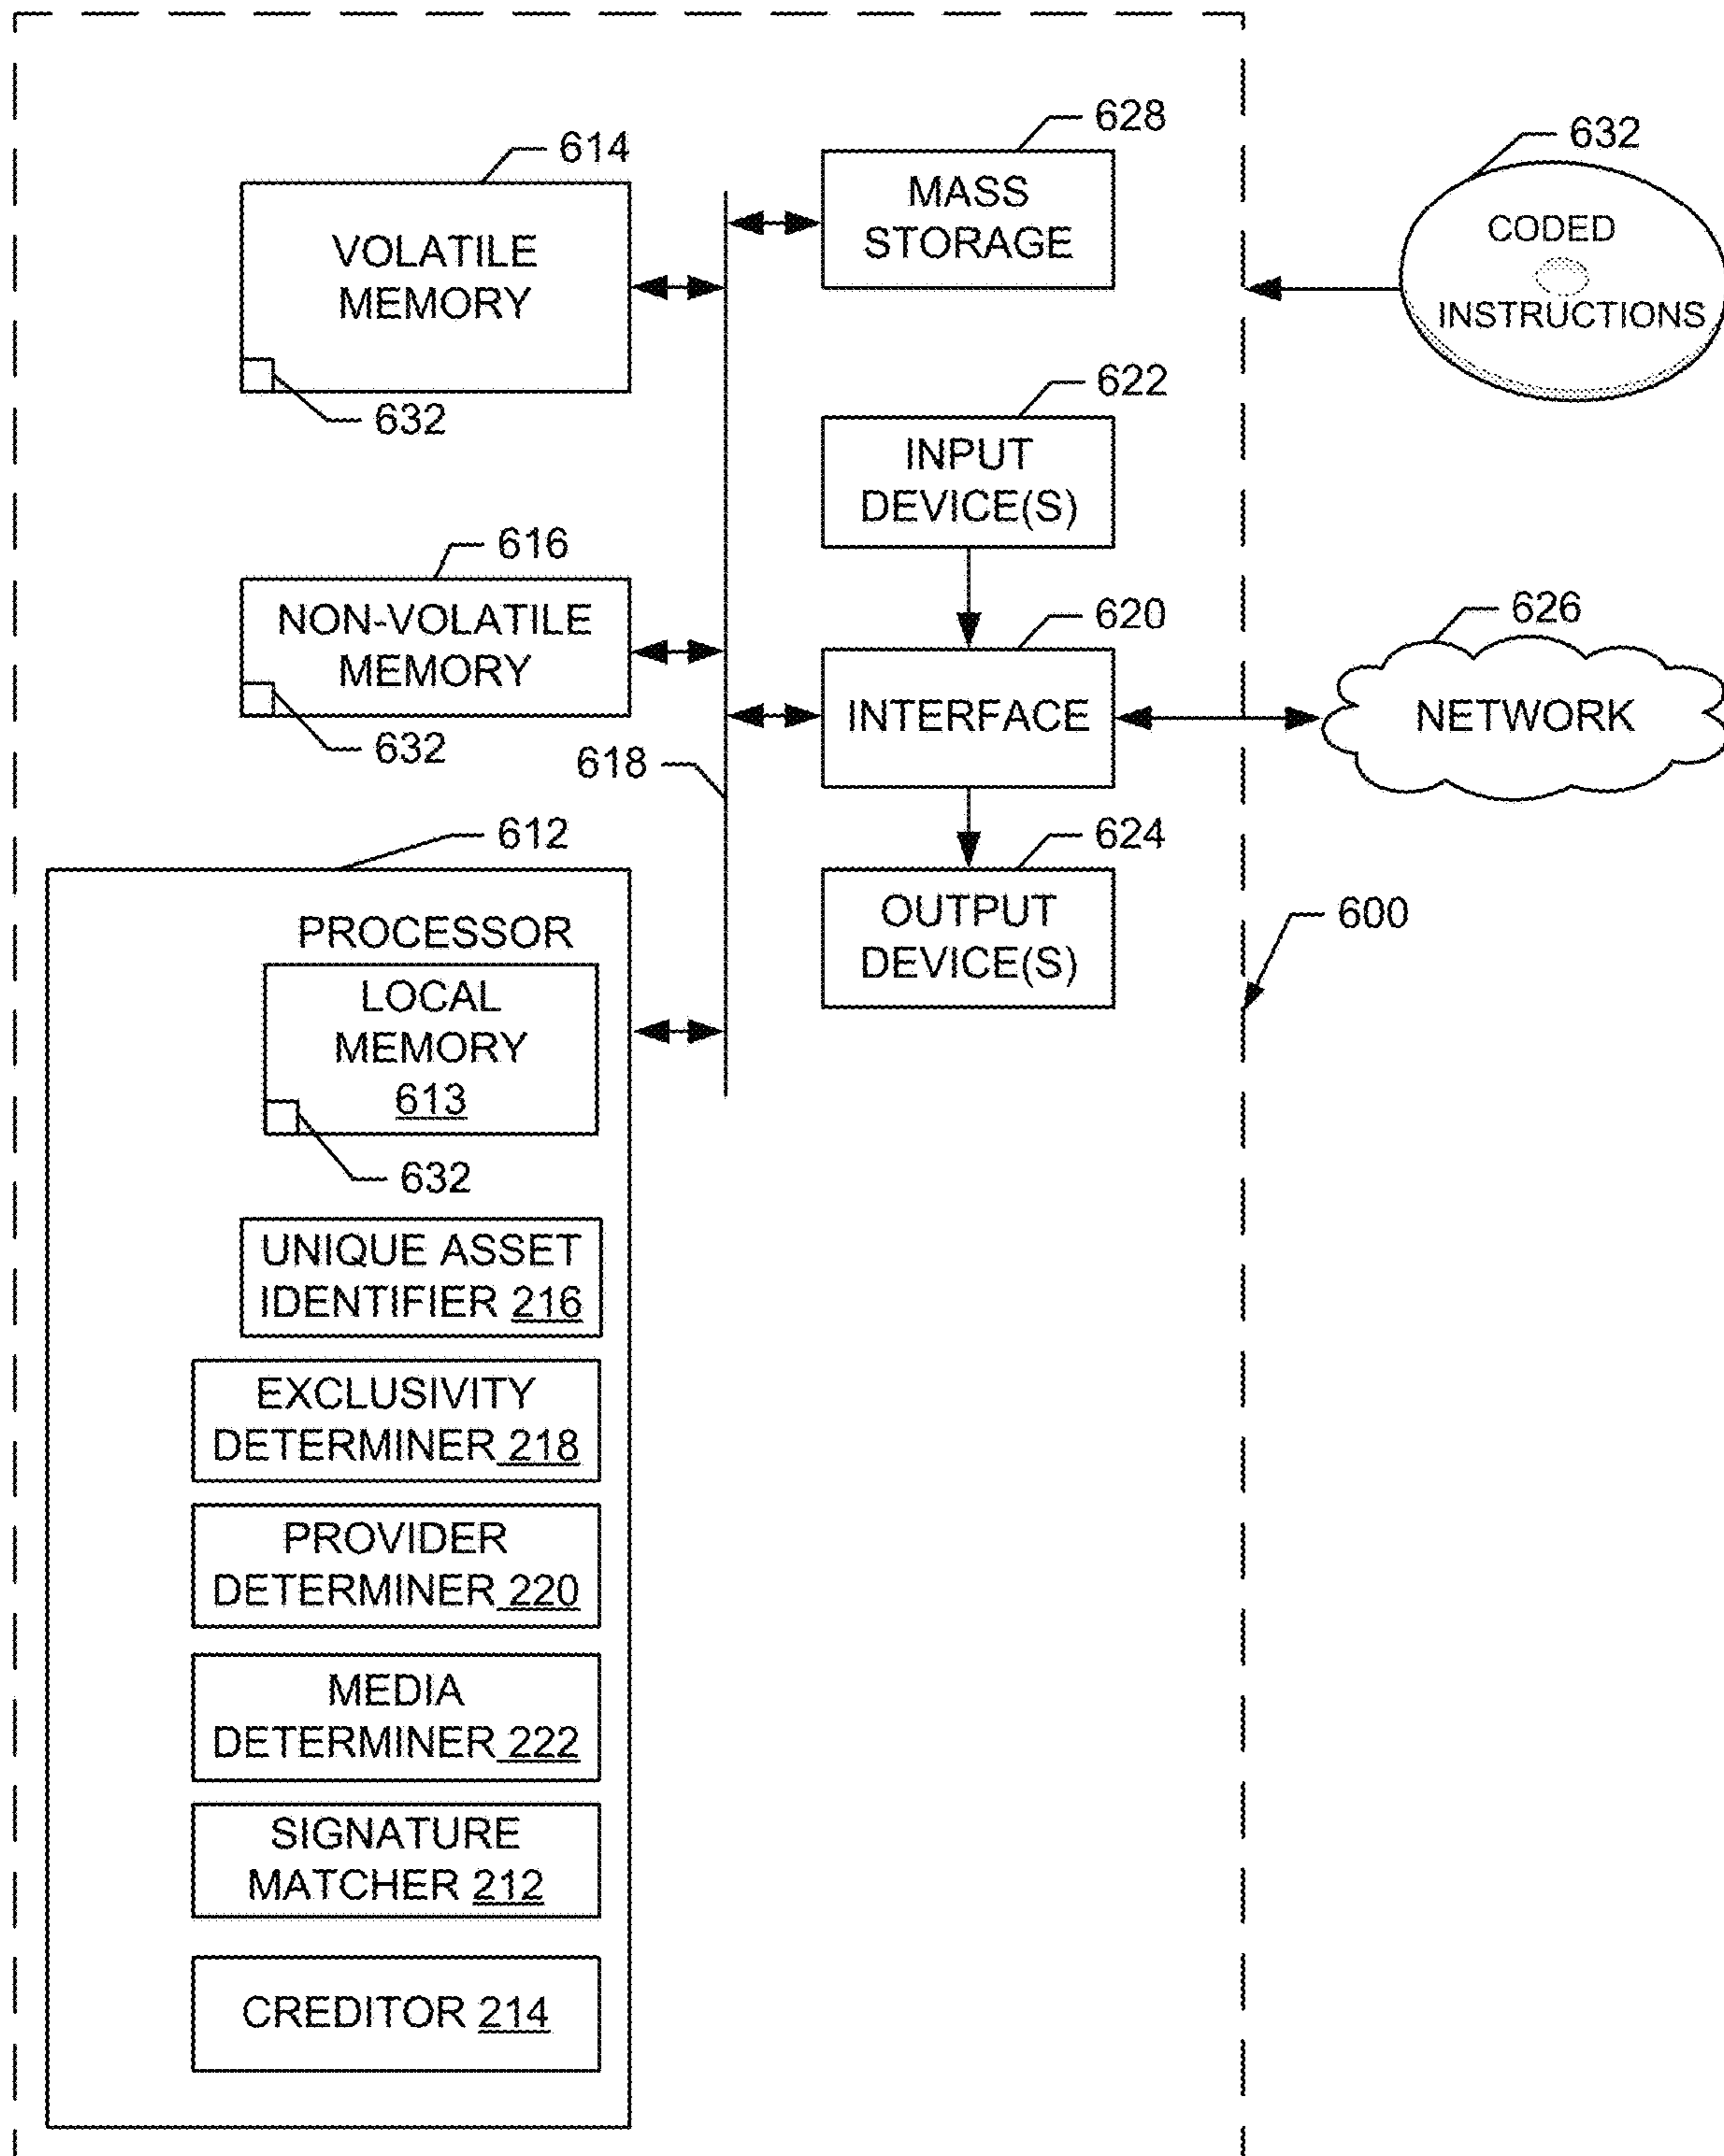 614
VOLATILE
MEMORY
632
628
MASS
STORAGE
632
CODED
INSTRUCTIONS
622
INPUT
DEVICE(S)
616
NON-VOLATILE
MEMORY
632
618
620
INTERFACE
626
NETWORK
624
OUTPUT
DEVICE(S)
600
612
PROCESSOR
LOCAL
MEMORY
613
632
UNIQUE ASSET
IDENTIFIER 216
EXCLUSIVITY
DETERMINER 218
PROVIDER
DETERMINER 220
MEDIA
DETERMINER 222
SIGNATURE
MATCHER 212
CREDITOR 214